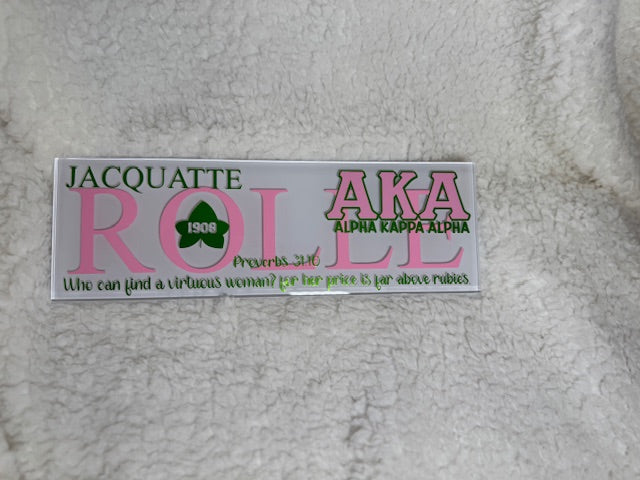 JACQUATTE
ROLLE
1908
AKA
ALPHA KAPPA ALPHA
Proverbs 31:10
Who can find a virtuous woman? for her price is far above rubies.